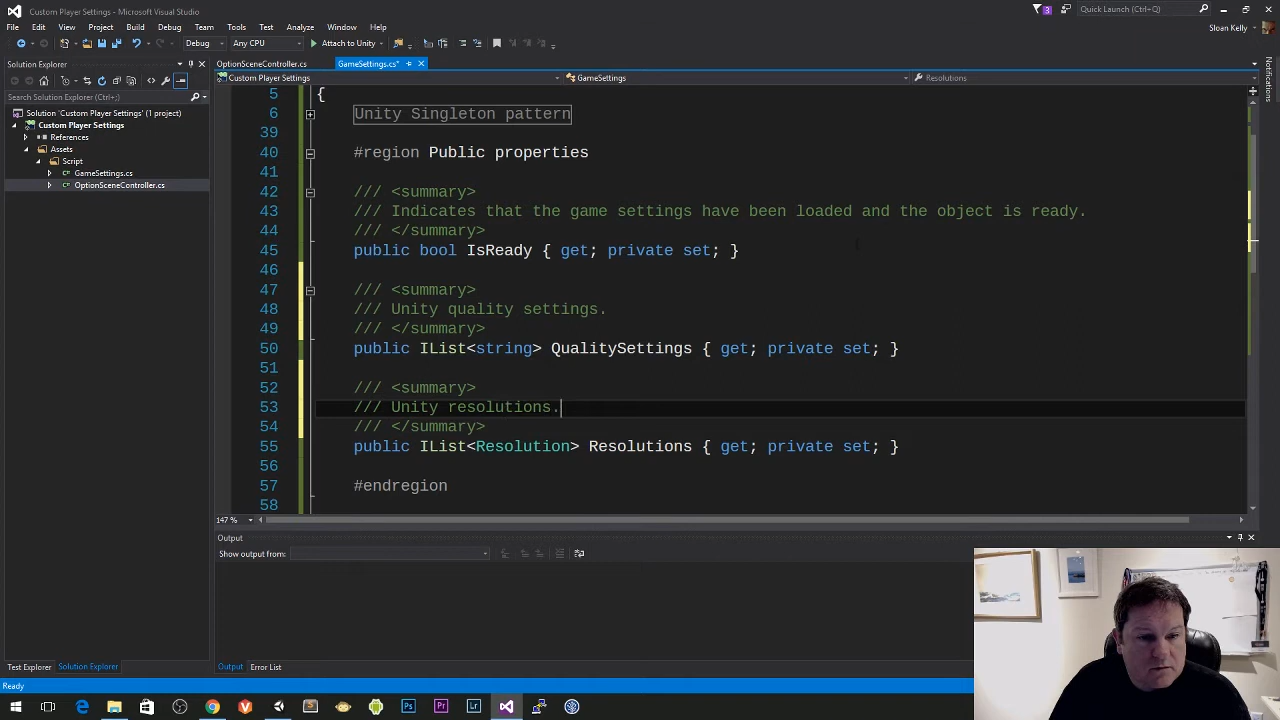 Custom Player Settings - Microsoft Visual Studio
3
Quick Launch (Ctrl+Q)
File Edit View Project Build Debug Team Tools Test Analyze Window Help
Sloan Kelly
Debug Any CPU Attach to Unity
Solution Explorer
OptionSceneController.cs GameSettings.cs*
Custom Player Settings GameSettings Resolutions
Search Solution Explorer (Ctrl+;)
Solution 'Custom Player Settings' (1 project)
Custom Player Settings
References
Assets
Script
GameSettings.cs
OptionSceneController.cs
5 {
6 Unity Singleton pattern
39
40 #region Public properties
41
42 /// <summary>
43 /// Indicates that the game settings have been loaded and the object is ready.
44 /// </summary>
45 public bool IsReady { get; private set; }
46
47 /// <summary>
48 /// Unity quality settings.
49 /// </summary>
50 public IList<string> QualitySettings { get; private set; }
51
52 /// <summary>
53 /// Unity resolutions.
54 /// </summary>
55 public IList<Resolution> Resolutions { get; private set; }
56
57 #endregion
58
147 %
Output
Show output from:
Test Explorer Solution Explorer
Output Error List
Ready
Notifications
Ps Pr Lr